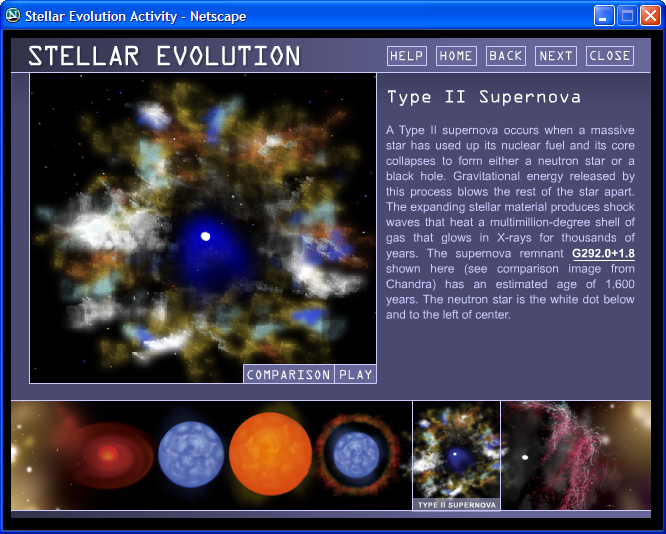 Stellar Evolution Activity - Netscape
STELLAR EVOLUTION
HELP HOME BACK NEXT CLOSE
Type II Supernova
A Type II supernova occurs when a massive
star has used up its nuclear fuel and its core
collapses to form either a neutron star or a
black hole. Gravitational energy released by
this process blows the rest of the star apart.
The expanding stellar material produces shock
waves that heat a multimillion-degree shell of
gas that glows in X-rays for thousands of
years. The supernova remnant G292.0+1.8
shown here (see comparison image from
Chandra) has an estimated age of 1,600
years. The neutron star is the white dot below
and to the left of center.
COMPARISON PLAY
TYPE II SUPERNOVA